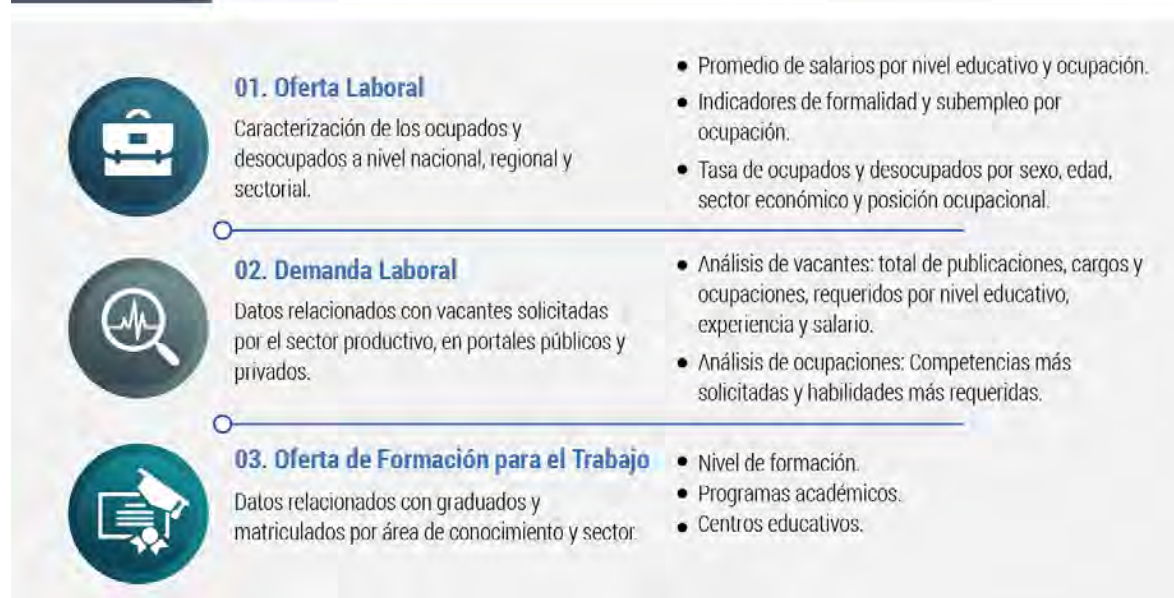 01. Oferta Laboral
Caracterización de los ocupados y
desocupados a nivel nacional, regional y
sectorial.
● Promedio de salarios por nivel educativo y ocupación.
● Indicadores de formalidad y subempleo por
ocupación.
● Tasa de ocupados y desocupados por sexo, edad,
sector económico y posición ocupacional.
02. Demanda Laboral
Datos relacionados con vacantes solicitadas
por el sector productivo, en portales públicos y
privados.
● Análisis de vacantes: total de publicaciones, cargos y
ocupaciones, requeridos por nivel educativo,
experiencia y salario.
● Análisis de ocupaciones: Competencias más
solicitadas y habilidades más requeridas.
03. Oferta de Formación para el Trabajo
Datos relacionados con graduados y
matriculados por área de conocimiento y sector.
● Nivel de formación.
● Programas académicos.
● Centros educativos.